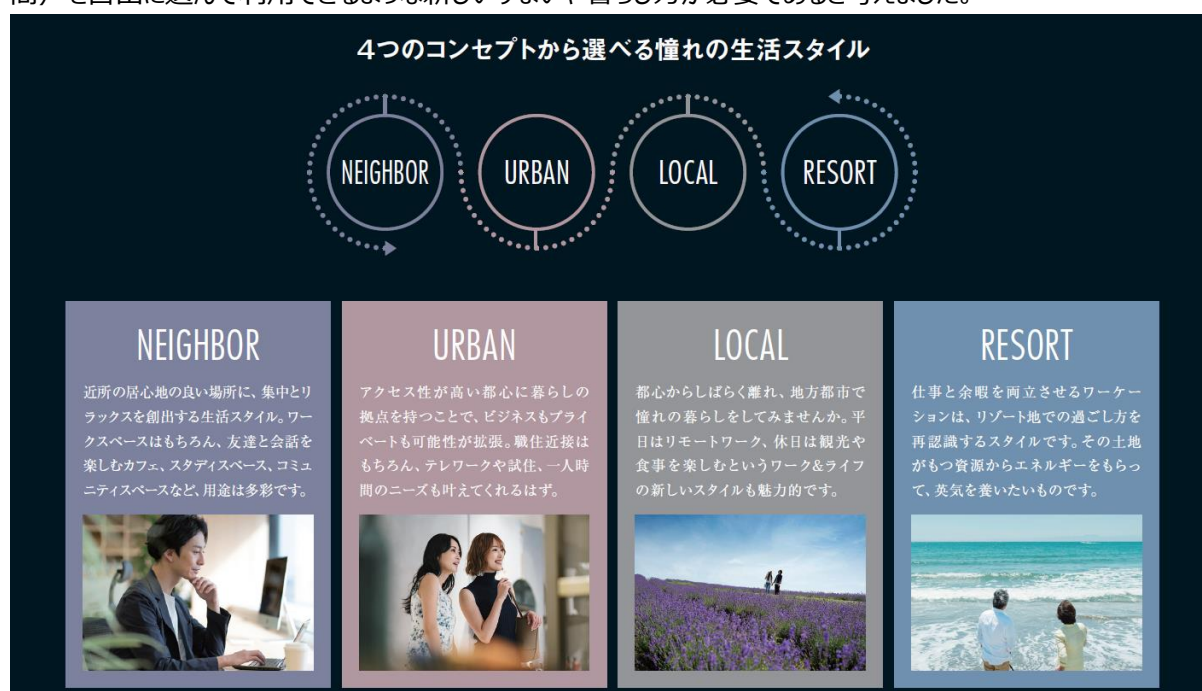 4つのコンセプトから選べる憧れの生活スタイル
NEIGHBOR
URBAN
LOCAL
RESORT
NEIGHBOR
近所の居心地の良い場所に、集中とリ
ラックスを創出する生活スタイル。ワー
クスペースはもちろん、友達と会話を
楽しむカフェ、スタディスペース、コミュ
ニティスペースなど、用途は多彩です。
URBAN
アクセス性が高い都心に暮らしの
拠点を持つことで、ビジネスもプライ
ベートも可能性が拡張。職住近接は
もちろん、テレワークや試住、一人時
間のニーズも叶えてくれるはず。
LOCAL
都心からしばらく離れ、地方都市で
憧れの暮らしをしてみませんか。平
日はリモートワーク、休日は観光や
食事を楽しむというワーク&ライフ
の新しいスタイルも魅力的です。
RESORT
仕事と余暇を両立させるワーケー
ションは、リゾート地での過ごし方を
再認識するスタイルです。その土地
がもつ資源からエネルギーをもらっ
て、英気を養いたいものです。